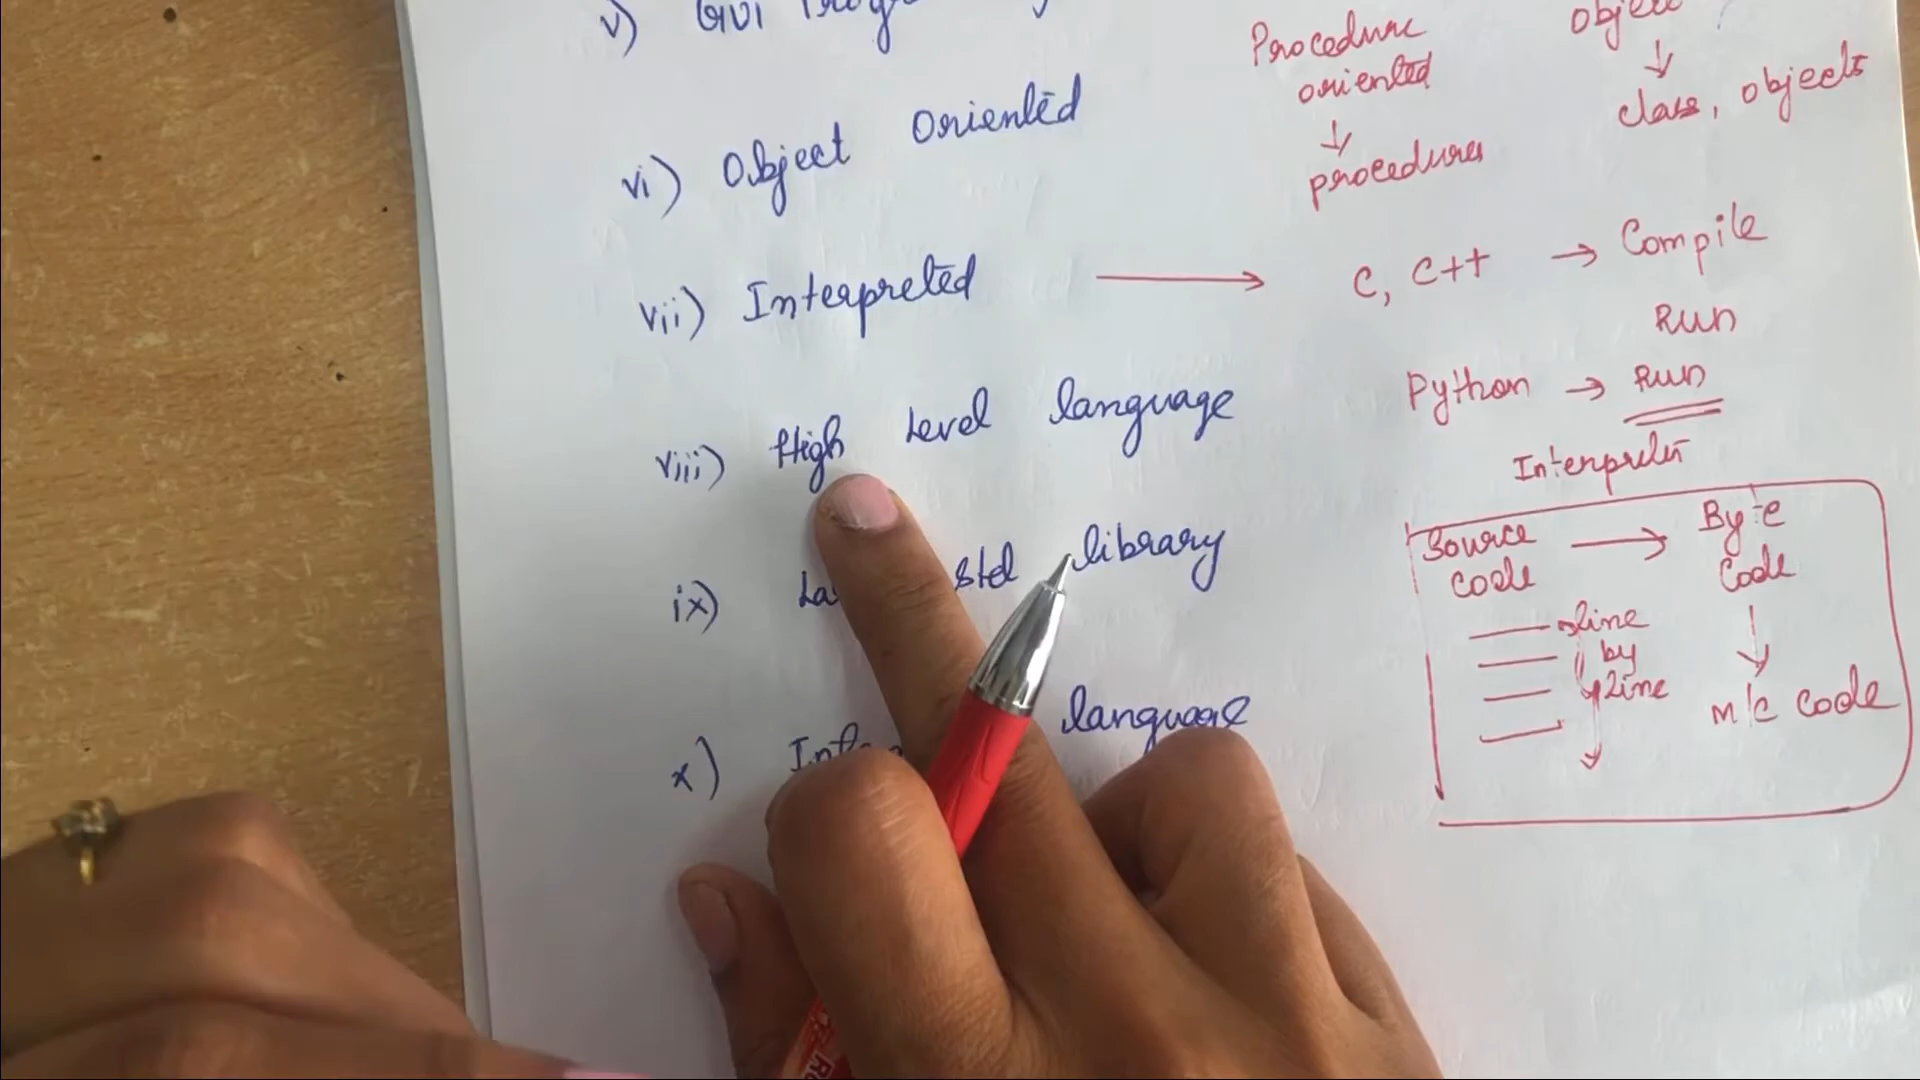 v) GUI
vi) Object Oriented
vii) Interpreted
viii) High Level language
ix) std library
x) language
Procedure
oriented
↓
procedures
↓
class, objects
→ C, C++ → Compile
Run
Python → Run
Interpreter
Source
code → Byte
code
line
by
line
↓
m/c code